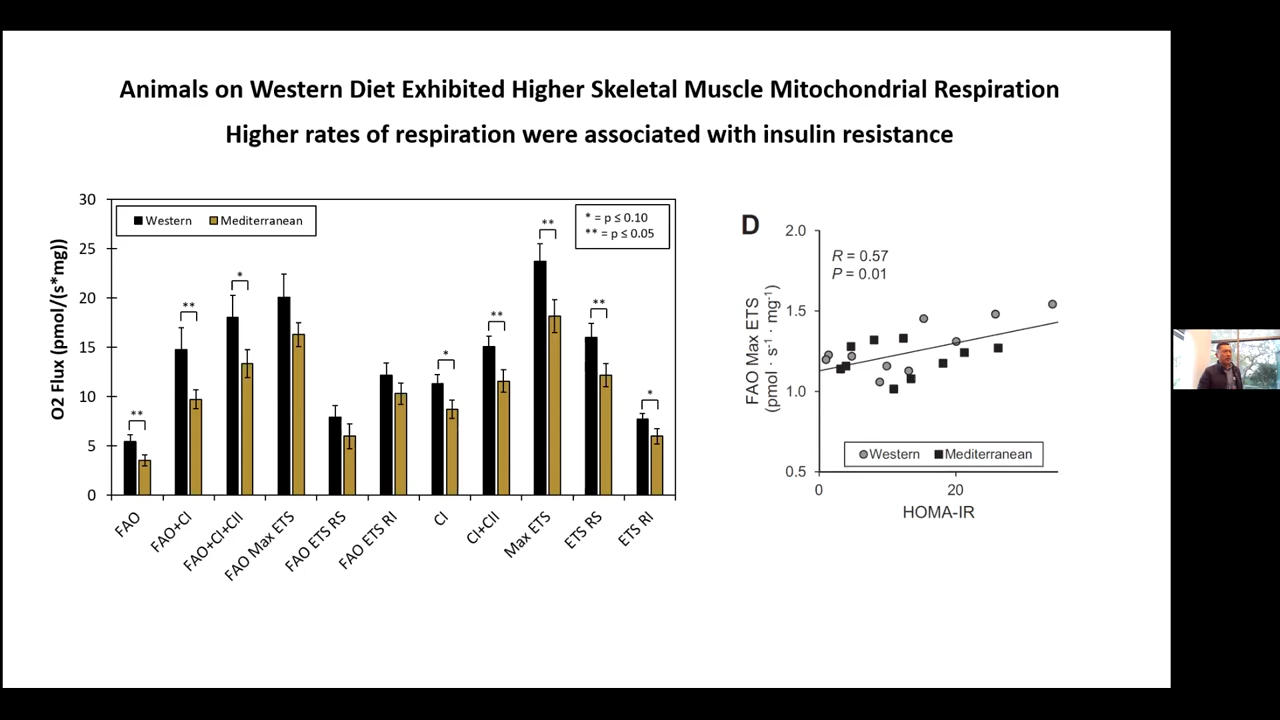 Animals on Western Diet Exhibited Higher Skeletal Muscle Mitochondrial Respiration
Higher rates of respiration were associated with insulin resistance
O2 Flux (pmol/(s*mg))
30
25
20
15
10
5
0
Western
Mediterranean
* = p ≤ 0.10
** = p ≤ 0.05
**
**
*
*
**
**
**
*
FAO
FAO+CI
FAO+CI+CII
FAO Max ETS
FAO ETS RS
FAO ETS RI
CI
CI+CII
Max ETS
ETS RS
ETS RI
D
R = 0.57
P = 0.01
FAO Max ETS
(pmol · s⁻¹ · mg⁻¹)
2.0
1.5
1.0
0.5
Western
Mediterranean
0
20
HOMA-IR